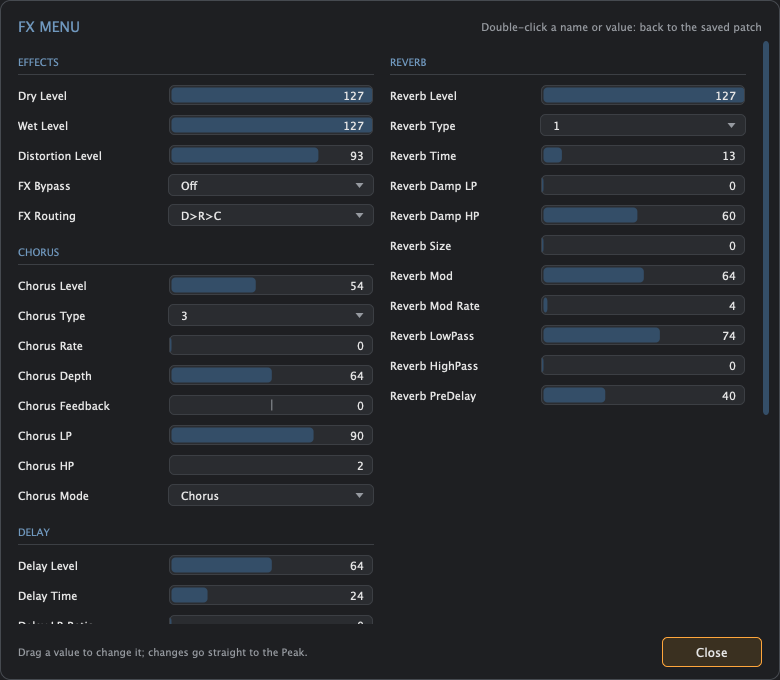 FX MENU
Double-click a name or value: back to the saved patch
EFFECTS
Dry Level 127
Wet Level 127
Distortion Level 93
FX Bypass Off
FX Routing D>R>C
CHORUS
Chorus Level 54
Chorus Type 3
Chorus Rate 0
Chorus Depth 64
Chorus Feedback 0
Chorus LP 90
Chorus HP 2
Chorus Mode Chorus
DELAY
Delay Level 64
Delay Time 24
REVERB
Reverb Level 127
Reverb Type 1
Reverb Time 13
Reverb Damp LP 0
Reverb Damp HP 60
Reverb Size 0
Reverb Mod 64
Reverb Mod Rate 4
Reverb LowPass 74
Reverb HighPass 0
Reverb PreDelay 40
Drag a value to change it; changes go straight to the Peak.
Close